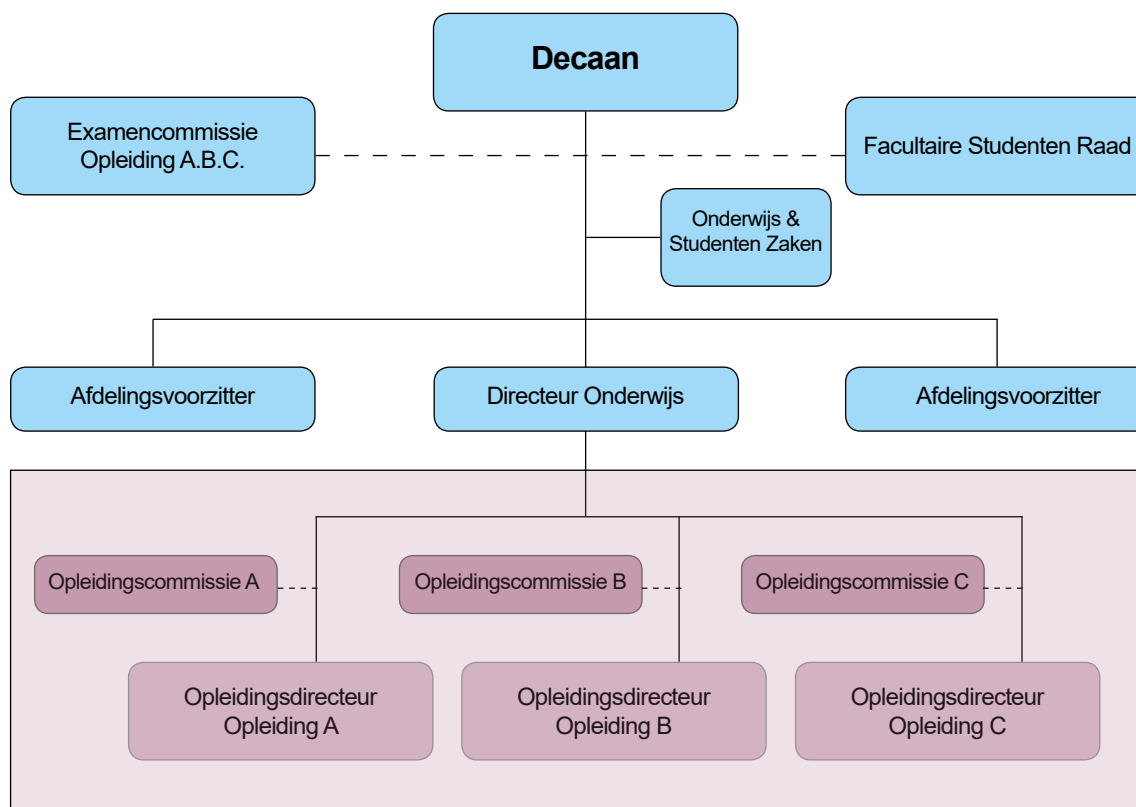 Decaan
Examencommissie
Opleiding A.B.C.
Facultaire Studenten Raad
Onderwijs &
Studenten Zaken
Afdelingsvoorzitter
Directeur Onderwijs
Afdelingsvoorzitter
Opleidingscommissie A
Opleidingscommissie B
Opleidingscommissie C
Opleidingsdirecteur
Opleiding A
Opleidingsdirecteur
Opleiding B
Opleidingsdirecteur
Opleiding C